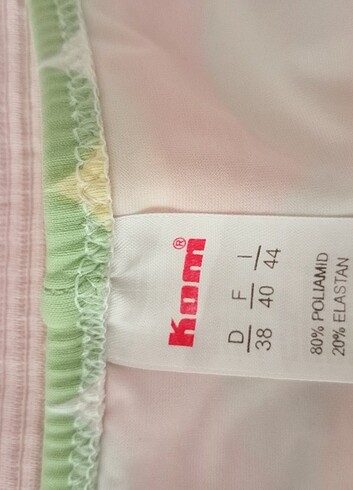 Kom®
D F I
38 40 44
80% POLIAMID
20% ELASTAN